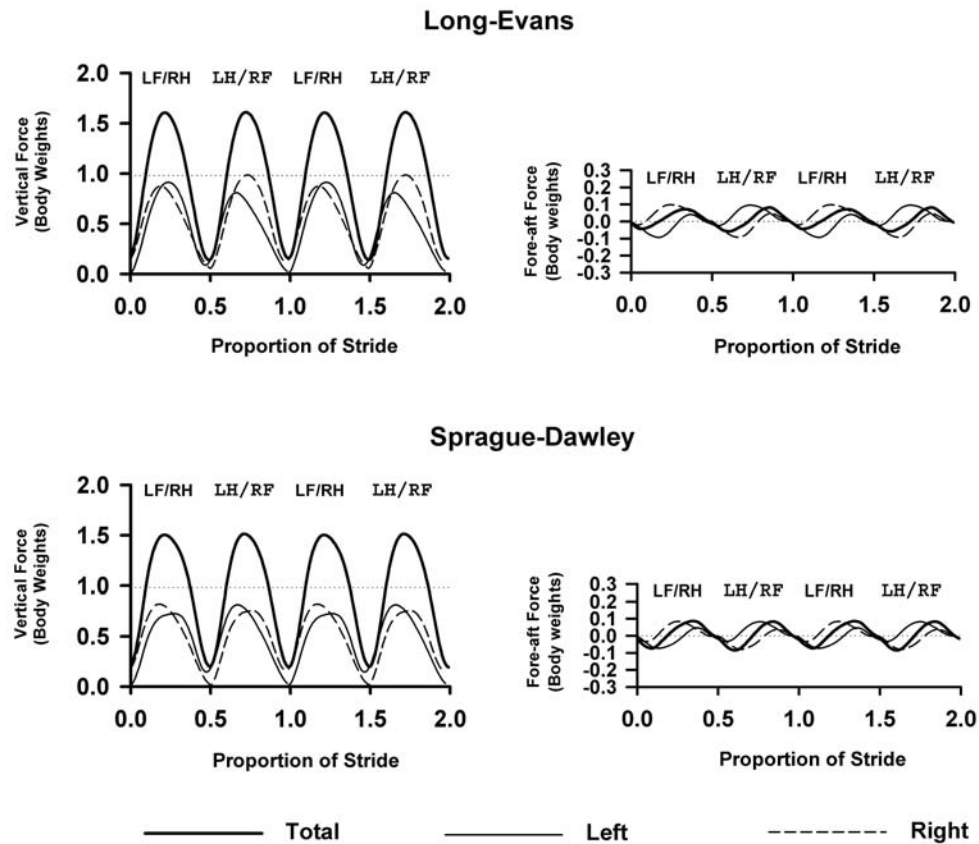 Long-Evans
Vertical Force
(Body Weights)
2.0
1.5
1.0
0.5
0.0
LF/RH LH/RF LF/RH LH/RF
0.0 0.5 1.0 1.5 2.0
Proportion of Stride
Fore-aft Force
(Body weights)
0.3
0.2
0.1
0.0
-0.1
-0.2
-0.3
LF/RH LH/RF LF/RH LH/RF
0.0 0.5 1.0 1.5 2.0
Proportion of Stride
Sprague-Dawley
Vertical Force
(Body Weights)
2.0
1.5
1.0
0.5
0.0
LF/RH LH/RF LF/RH LH/RF
0.0 0.5 1.0 1.5 2.0
Proportion of Stride
Fore-aft Force
(Body weights)
0.3
0.2
0.1
0.0
-0.1
-0.2
-0.3
LF/RH LH/RF LF/RH LH/RF
0.0 0.5 1.0 1.5 2.0
Proportion of Stride
Total Left Right